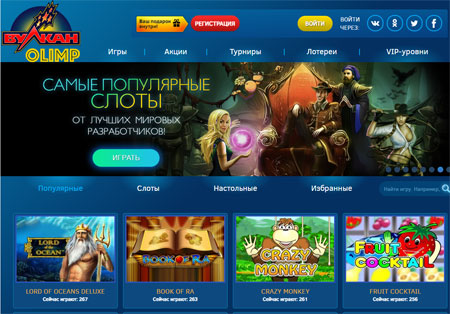 ВУЛКАН
OLIMP
Ваш подарок
внутри!
РЕГИСТРАЦИЯ
ВОЙТИ
ВОЙТИ
ЧЕРЕЗ:
Игры
Акции
Турниры
Лотереи
VIP-уровни
САМЫЕ ПОПУЛЯРНЫЕ
СЛОТЫ
ОТ ЛУЧШИХ МИРОВЫХ
РАЗРАБОТЧИКОВ!
ИГРАТЬ
Популярные
Слоты
Настольные
Избранные
Найти игру. Например,
LORD
OF THE
OCEAN
BOOK OF RA
CRAZY
MONKEY
FRUIT
COCKTAIL
LORD OF OCEANS DELUXE
BOOK OF RA
CRAZY MONKEY
FRUIT COCKTAIL
Сейчас играют: 267
Сейчас играют: 263
Сейчас играют: 261
Сейчас играют: 256